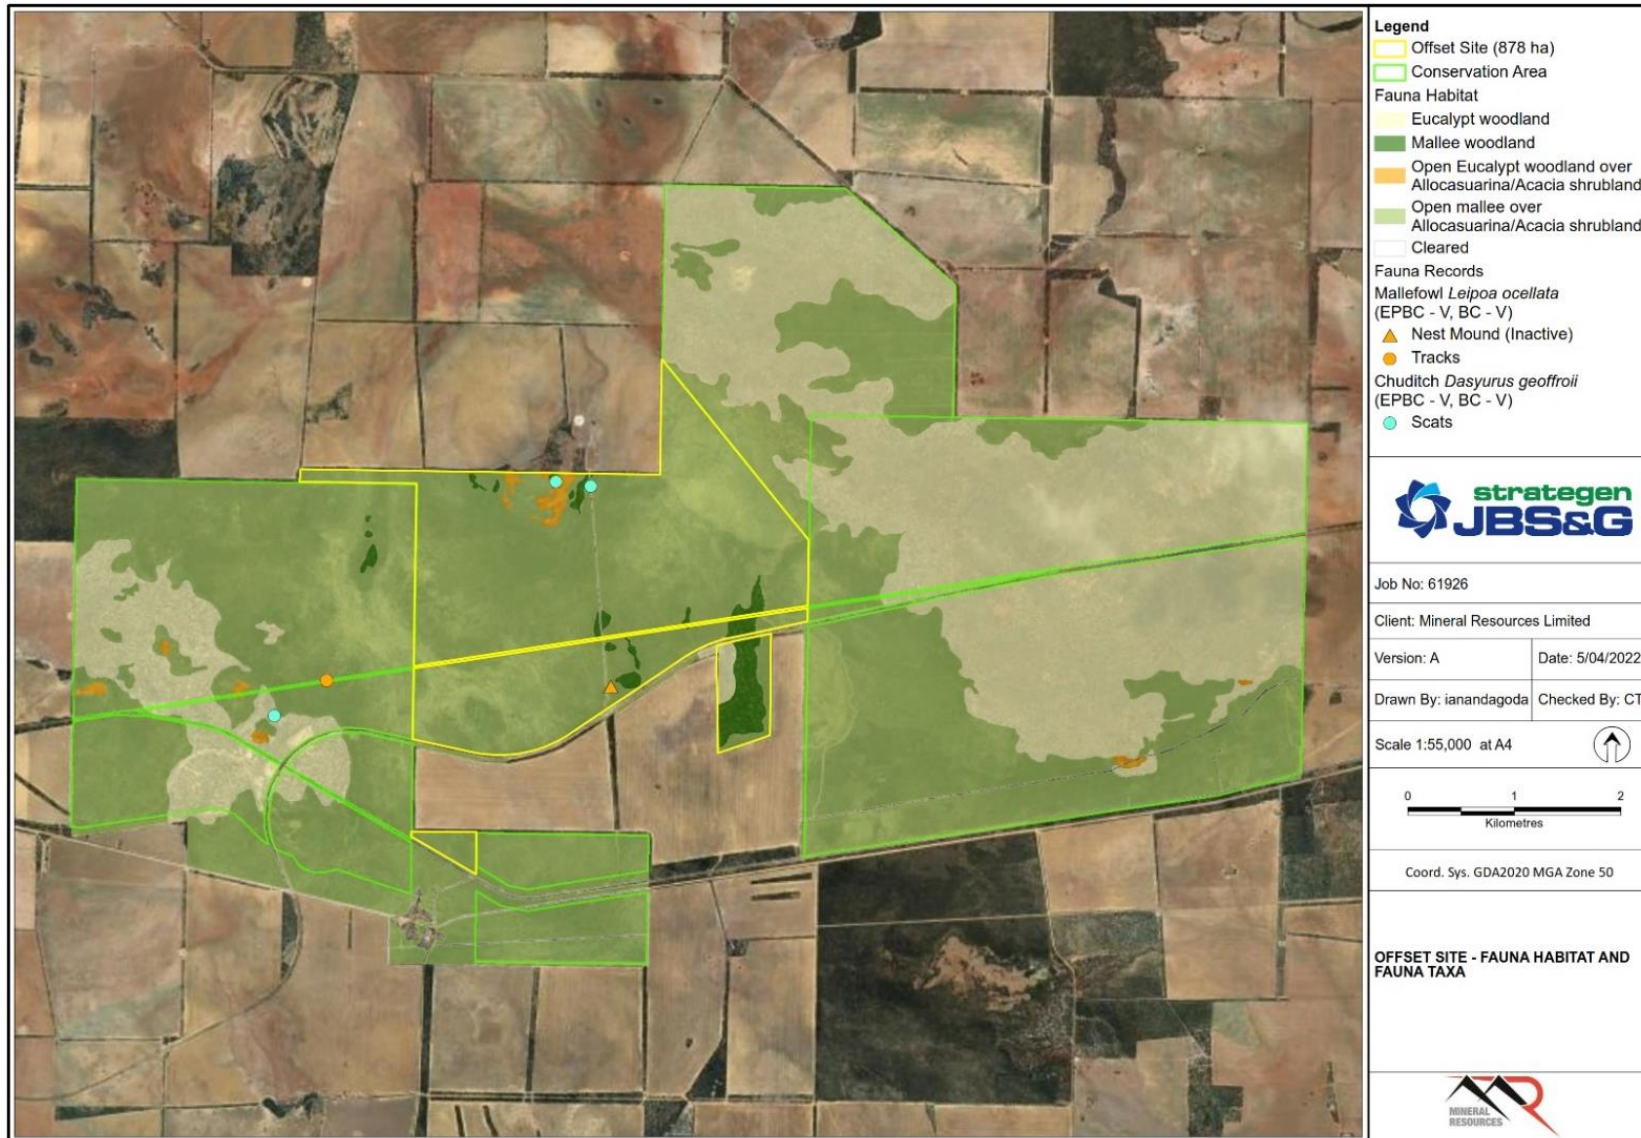 Legend
Offset Site (878 ha)
Conservation Area
Fauna Habitat
Eucalypt woodland
Mallee woodland
Open Eucalypt woodland over
Allocasuarina/Acacia shrubland
Open mallee over
Allocasuarina/Acacia shrubland
Cleared
Fauna Records
Mallefowl Leipoa ocellata
(EPBC - V, BC - V)
Nest Mound (Inactive)
Tracks
Chuditch Dasyurus geoffroii
(EPBC - V, BC - V)
Scats
strategen
JBS&G
Job No: 61926
Client: Mineral Resources Limited
Version: A
Date: 5/04/2022
Drawn By: ianandagoda
Checked By: CT
Scale 1:55,000 at A4
0 1 2
Kilometres
Coord. Sys. GDA2020 MGA Zone 50
OFFSET SITE - FAUNA HABITAT AND
FAUNA TAXA
MINERAL
RESOURCES